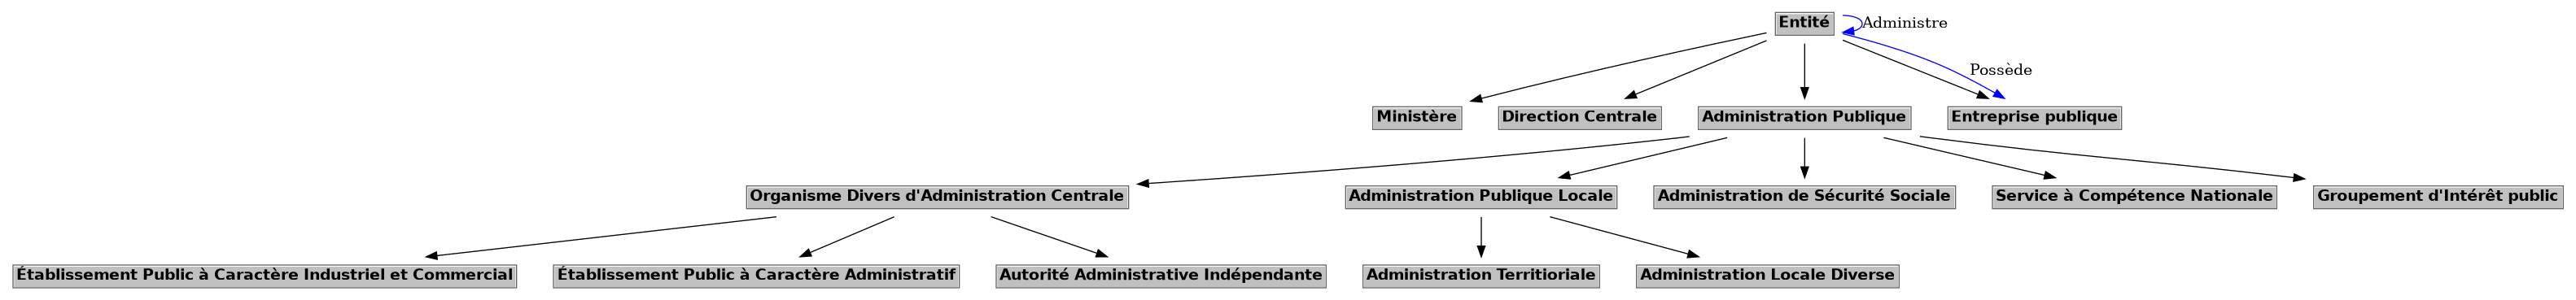 Entité
Administre
Possède
Ministère
Direction Centrale
Administration Publique
Entreprise publique
Organisme Divers d'Administration Centrale
Administration Publique Locale
Administration de Sécurité Sociale
Service à Compétence Nationale
Groupement d'Intérêt public
Établissement Public à Caractère Industriel et Commercial
Établissement Public à Caractère Administratif
Autorité Administrative Indépendante
Administration Territioriale
Administration Locale Diverse